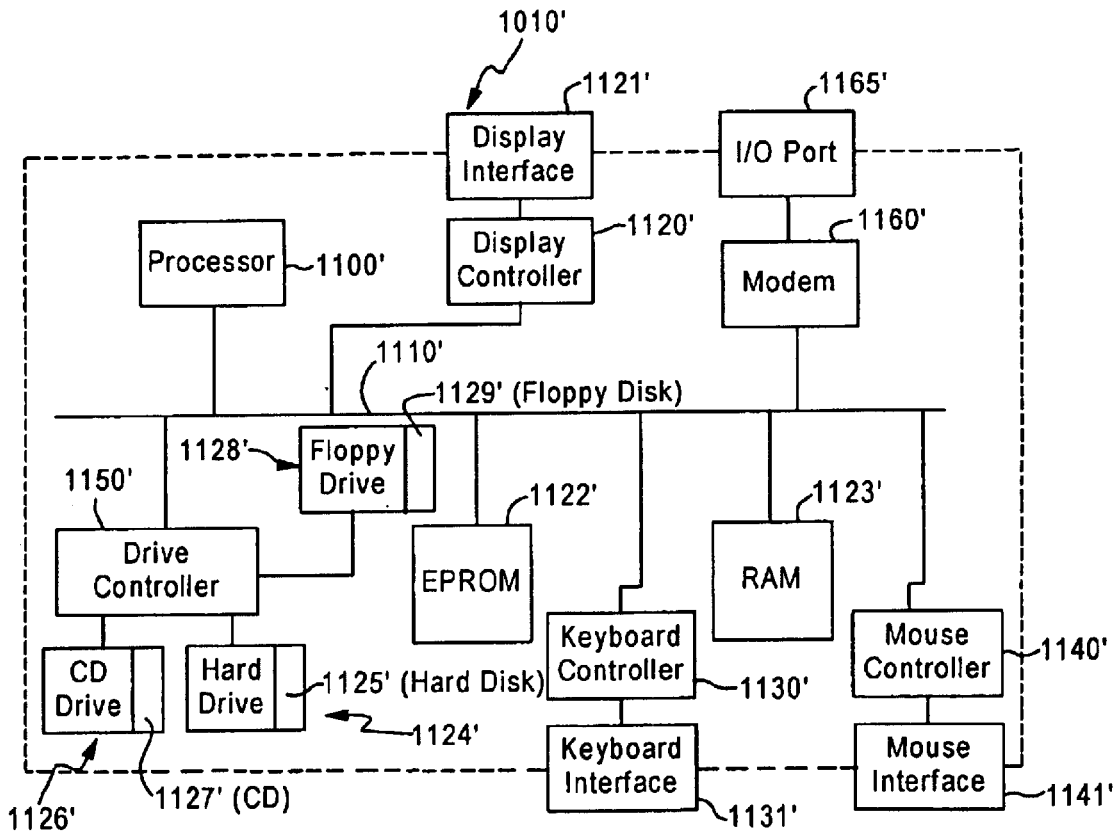 1010'
1121'
1165'
Display
Interface
I/O Port
1120'
1160'
Processor
1100'
Display
Controller
Modem
1110'
1129' (Floppy Disk)
1128'
Floppy
Drive
1150'
1122'
1123'
Drive
Controller
EPROM
RAM
CD
Drive
Hard
Drive
1125' (Hard Disk)
Keyboard
Controller
1130'
Mouse
Controller
1140'
1124'
1126'
1127' (CD)
Keyboard
Interface
1131'
Mouse
Interface
1141'